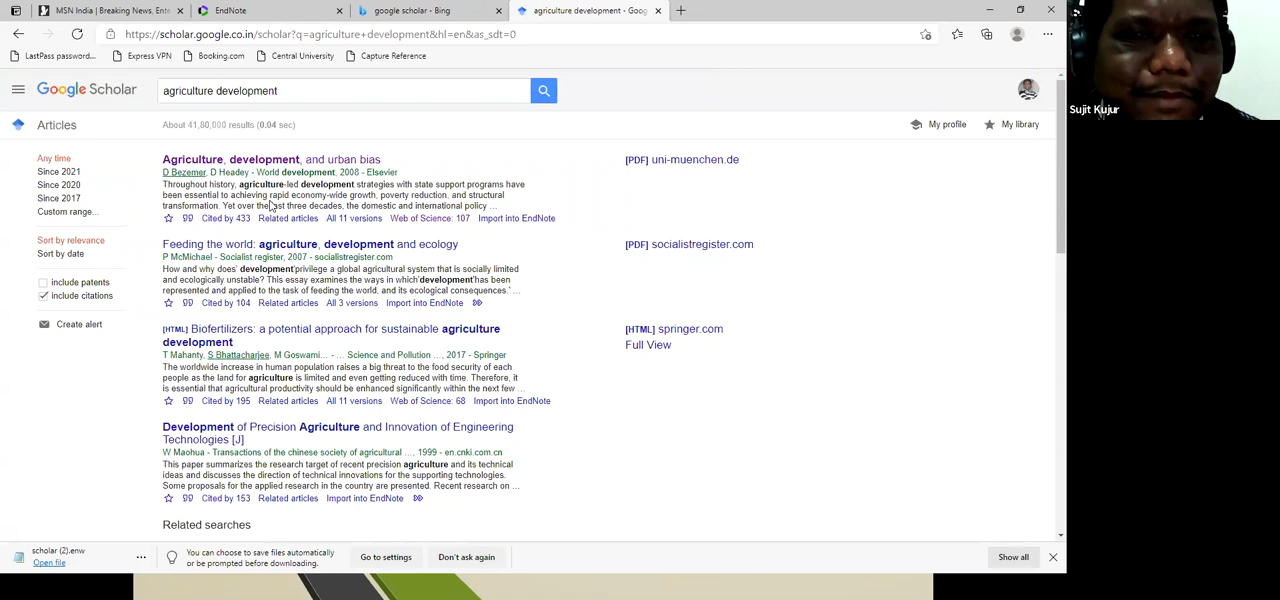 MSN India | Breaking News, Ente
EndNote
google scholar - Bing
agriculture development - Goog
https://scholar.google.co.in/scholar?q=agriculture+development&hl=en&as_sdt=0
LastPass password...
Express VPN
Booking.com
Central University
Capture Reference
Google Scholar
agriculture development
Articles
About 41,80,000 results (0.04 sec)
My profile
My library
Any time
Since 2021
Since 2020
Since 2017
Custom range...
Sort by relevance
Sort by date
include patents
include citations
Create alert
Agriculture, development, and urban bias
D Bezemer, D Headey - World development, 2008 - Elsevier
Throughout history, agriculture-led development strategies with state support programs have
been essential to achieving rapid economy-wide growth, poverty reduction, and structural
transformation. Yet over the last three decades, the domestic and international policy ...
Cited by 433 Related articles All 11 versions Web of Science: 107 Import into EndNote
[PDF] uni-muenchen.de
Feeding the world: agriculture, development and ecology
P McMichael - Socialist register, 2007 - socialistregister.com
How and why does' development'privilege a global agricultural system that is socially limited
and ecologically unstable? This essay examines the ways in which'development'has been
represented and applied to the task of feeding the world, and its ecological consequences.' ...
Cited by 104 Related articles All 3 versions Import into EndNote
[PDF] socialistregister.com
[HTML] Biofertilizers: a potential approach for sustainable agriculture
development
T Mahanty, S Bhattacharjee, M Goswami... - ... Science and Pollution ..., 2017 - Springer
The worldwide increase in human population raises a big threat to the food security of each
people as the land for agriculture is limited and even getting reduced with time. Therefore, it
is essential that agricultural productivity should be enhanced significantly within the next few ...
Cited by 195 Related articles All 11 versions Web of Science: 68 Import into EndNote
[HTML] springer.com
Full View
Development of Precision Agriculture and Innovation of Engineering
Technologies [J]
W Maohua - Transactions of the chinese society of agricultural ..., 1999 - en.cnki.com.cn
This paper summarizes the research target of recent precision agriculture and its technical
ideas and discusses the direction of technical innovations for the supporting technologies.
Some proposals for the applied research in the country are presented. Recent research on ...
Cited by 153 Related articles Import into EndNote
Related searches
scholar (2).enw
Open file
You can choose to save files automatically
or be prompted before downloading.
Go to settings
Don't ask again
Show all
Sujit Kujur